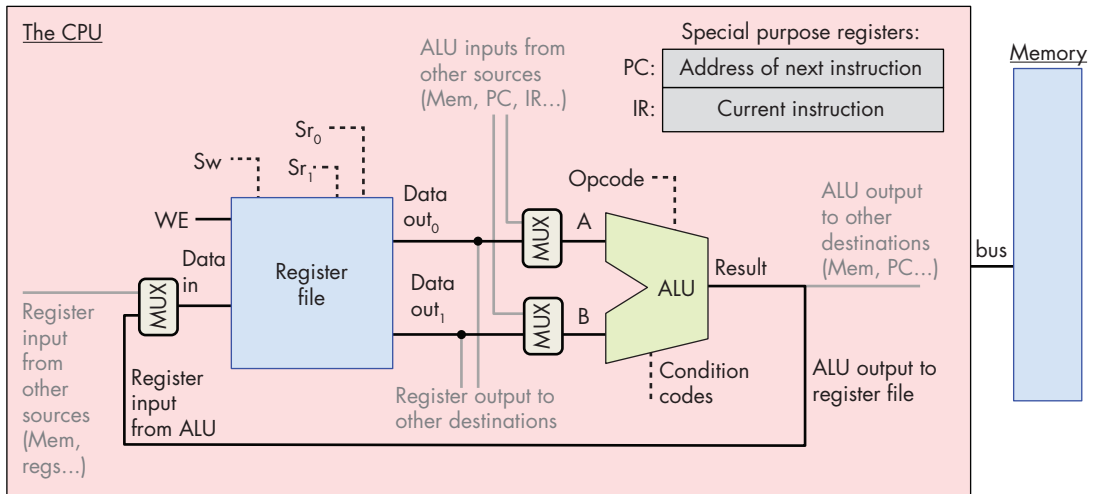 The CPU
ALU inputs from
other sources
(Mem, PC, IR...)
Special purpose registers:
PC: Address of next instruction
IR: Current instruction
Memory
Sr0
Sw
Sr1
WE
Data
in
Register
file
Data
out0
Data
out1
MUX
A
MUX
B
MUX
Opcode
ALU
Result
Condition
codes
ALU output
to other
destinations
(Mem, PC...)
bus
Register
input
from
other
sources
(Mem,
regs...)
Register
input
from ALU
Register output to
other destinations
ALU output to
register file